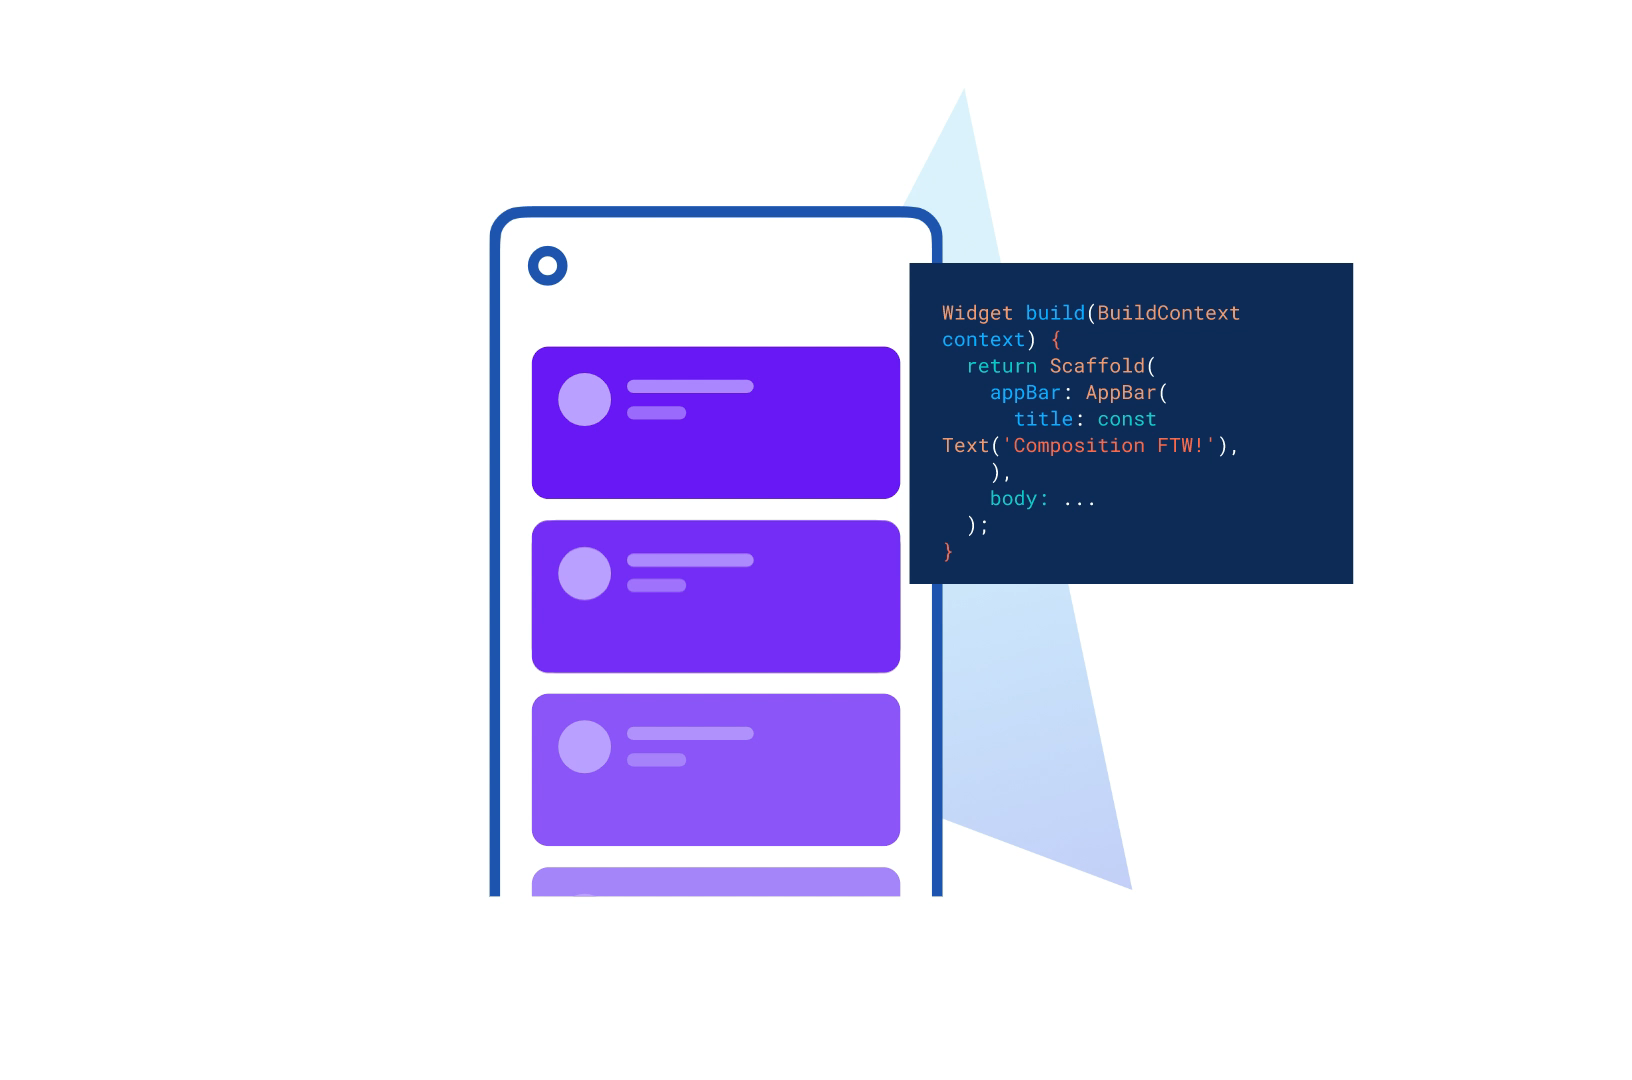 Widget build(BuildContext
context) {
  return Scaffold(
    appBar: AppBar(
      title: const
Text('Composition FTW!'),
    ),
    body: ...
  );
}